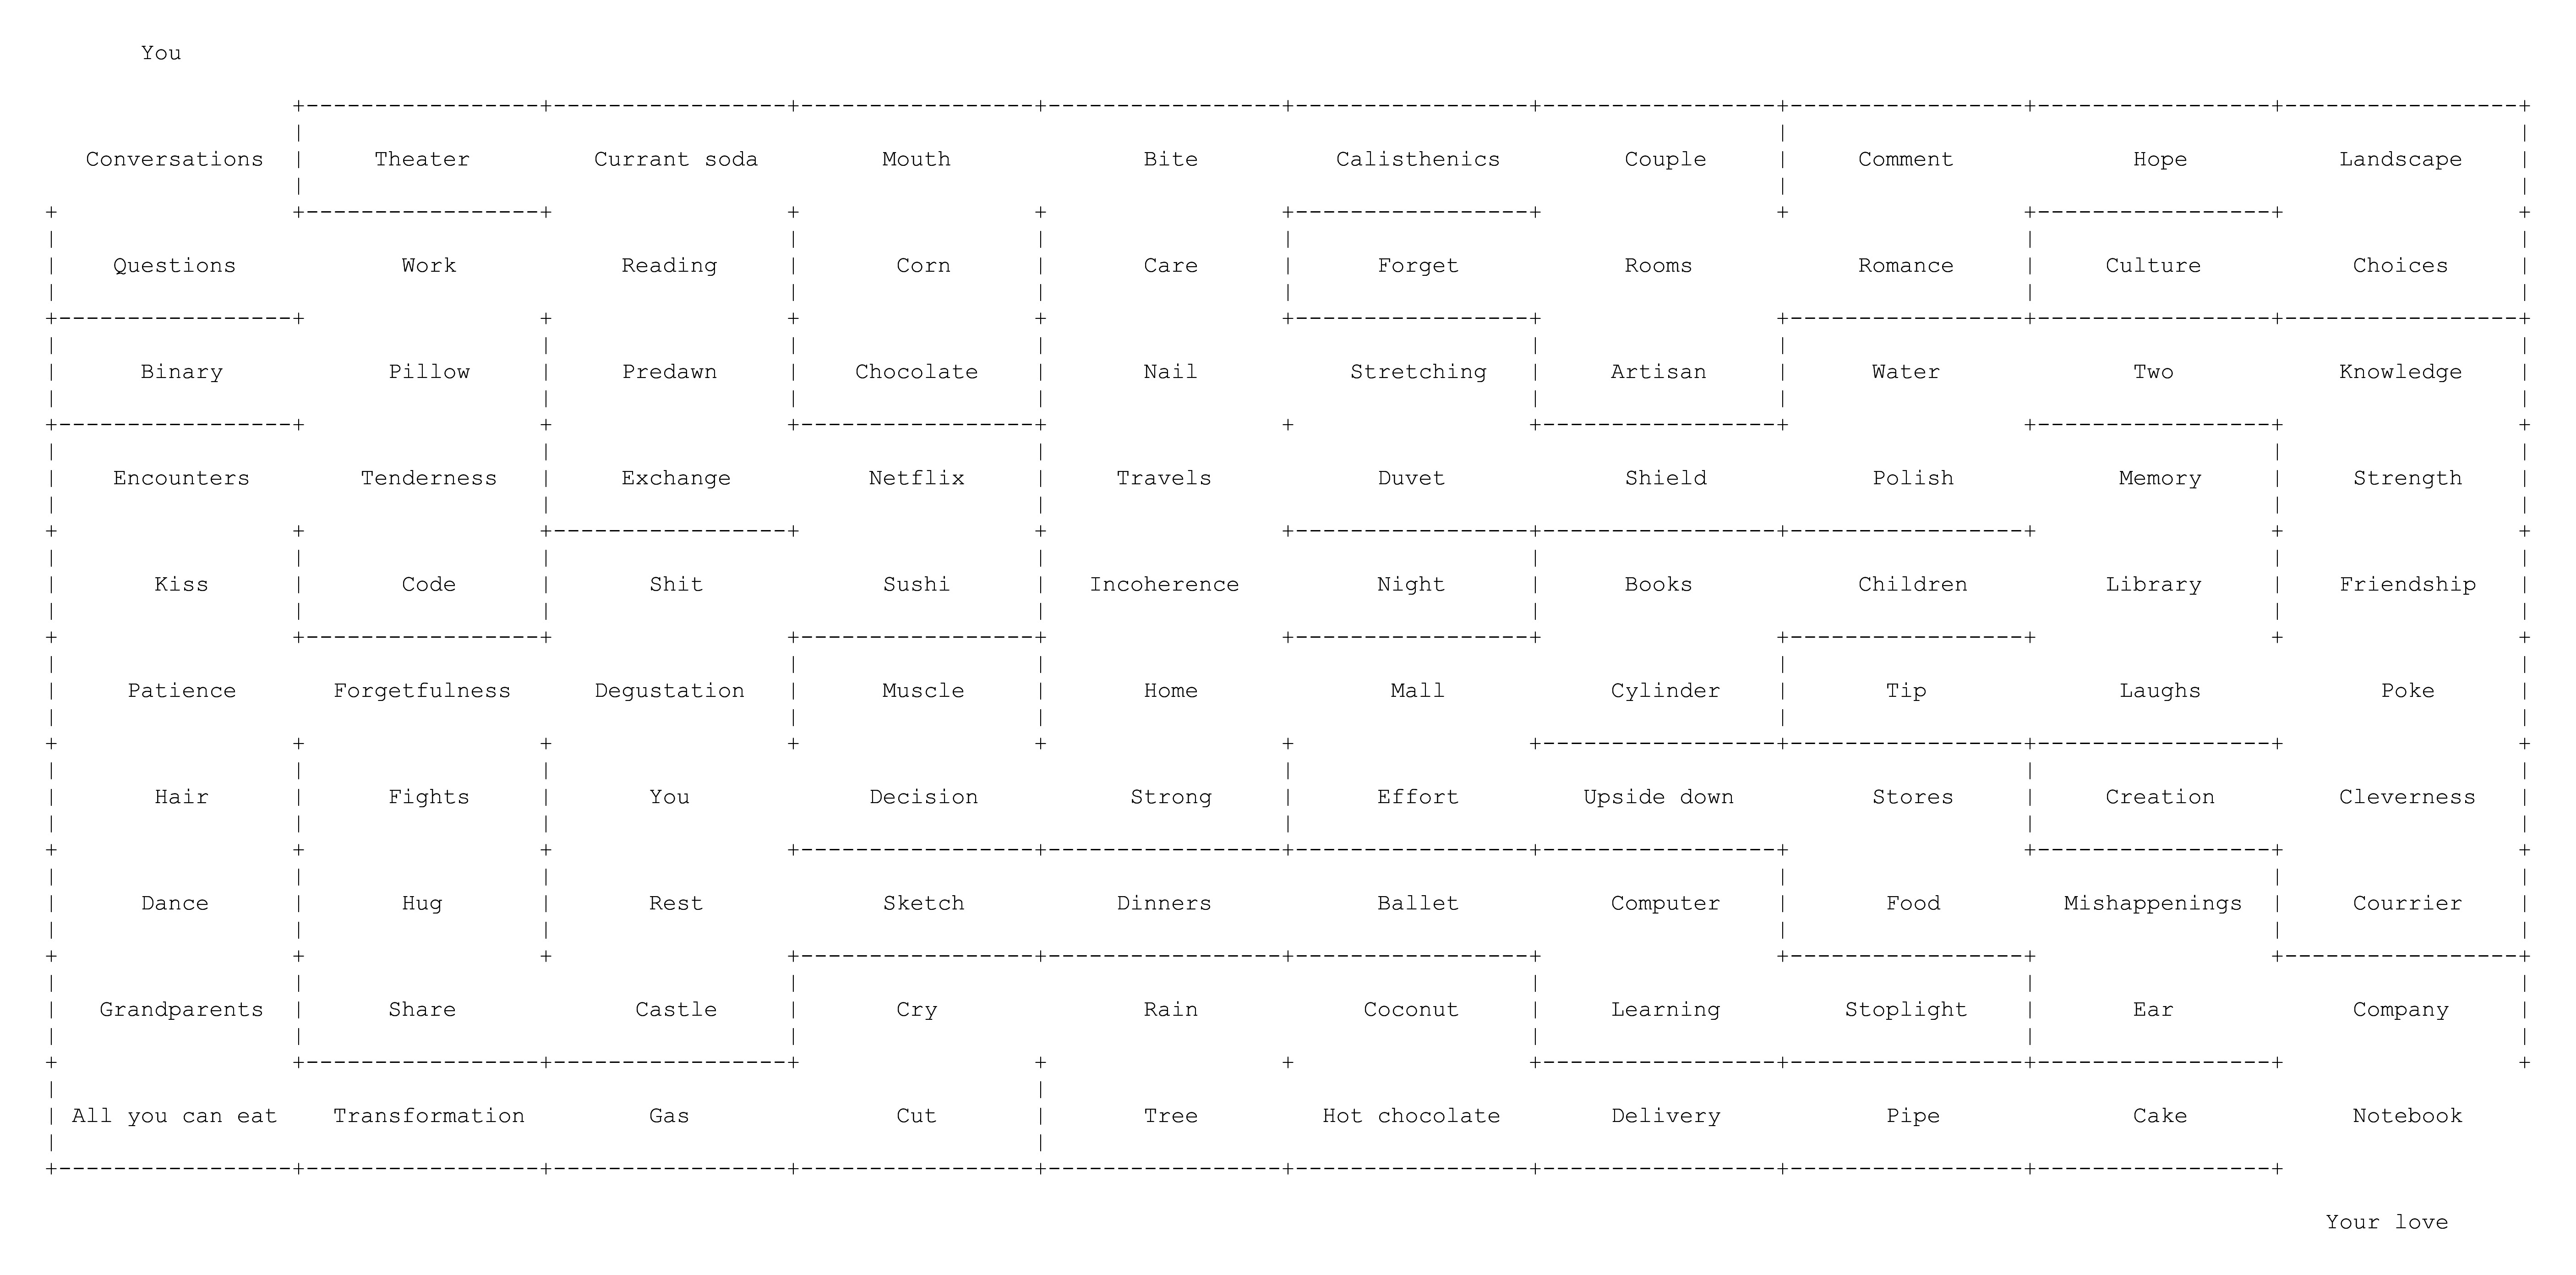 You
Conversations Theater Currant soda Mouth Bite Calisthenics Couple Comment Hope Landscape
Questions Work Reading Corn Care Forget Rooms Romance Culture Choices
Binary Pillow Predawn Chocolate Nail Stretching Artisan Water Two Knowledge
Encounters Tenderness Exchange Netflix Travels Duvet Shield Polish Memory Strength
Kiss Code Shit Sushi Incoherence Night Books Children Library Friendship
Patience Forgetfulness Degustation Muscle Home Mall Cylinder Tip Laughs Poke
Hair Fights You Decision Strong Effort Upside down Stores Creation Cleverness
Dance Hug Rest Sketch Dinners Ballet Computer Food Mishappenings Courrier
Grandparents Share Castle Cry Rain Coconut Learning Stoplight Ear Company
All you can eat Transformation Gas Cut Tree Hot chocolate Delivery Pipe Cake Notebook
Your love